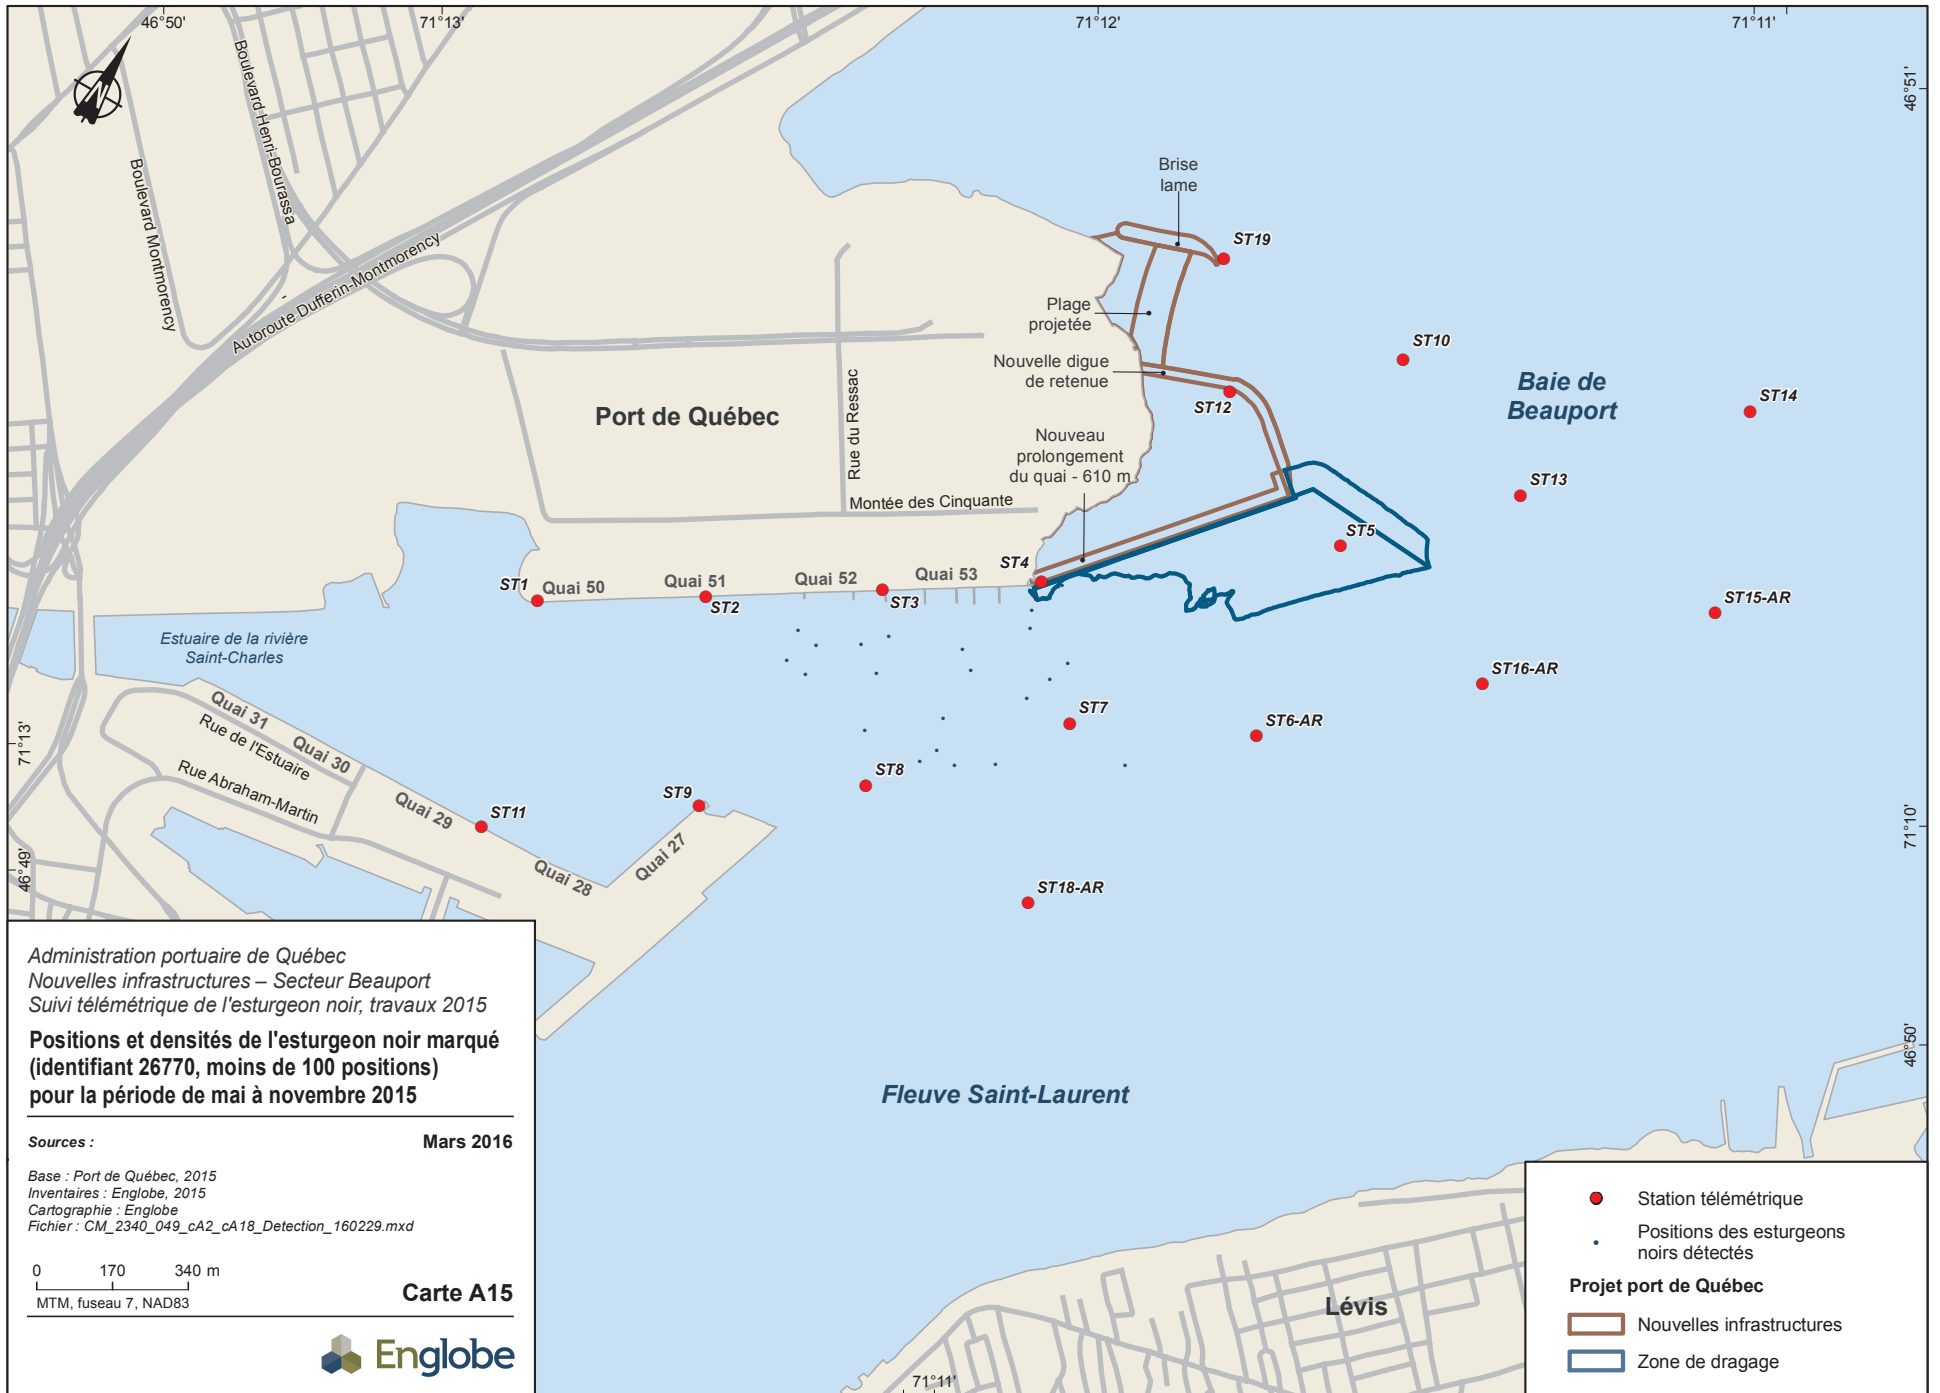 46°50'
71°13'
71°12'
71°11'
46°51'
Boulevard Henri-Bourassa
Boulevard Montmorency
Autoroute Dufferin-Montmorency
Brise
lame
ST19
Plage
projetée
Nouvelle digue
de retenue
ST10
ST12
Baie de
Beauport
ST14
Port de Québec
Rue du Ressac
Nouveau
prolongement
du quai - 610 m
Montée des Cinquante
ST13
ST5
ST4
ST1
Quai 50
Quai 51
ST2
Quai 52
ST3
Quai 53
ST15-AR
Estuaire de la rivière
Saint-Charles
ST16-AR
Quai 31
Rue de l'Estuaire
Quai 30
Rue Abraham-Martin
Quai 29
ST11
ST9
Quai 27
Quai 28
ST7
ST6-AR
ST8
ST18-AR
71°13'
46°49'
71°10'
46°50'
Fleuve Saint-Laurent
Lévis
71°11'
Administration portuaire de Québec
Nouvelles infrastructures – Secteur Beauport
Suivi télémétrique de l'esturgeon noir, travaux 2015
Positions et densités de l'esturgeon noir marqué
(identifiant 26770, moins de 100 positions)
pour la période de mai à novembre 2015
Sources :
Mars 2016
Base : Port de Québec, 2015
Inventaires : Englobe, 2015
Cartographie : Englobe
Fichier : CM_2340_049_cA2_cA18_Detection_160229.mxd
0 170 340 m
MTM, fuseau 7, NAD83
Carte A15
Englobe
Station télémétrique
Positions des esturgeons
noirs détectés
Projet port de Québec
Nouvelles infrastructures
Zone de dragage